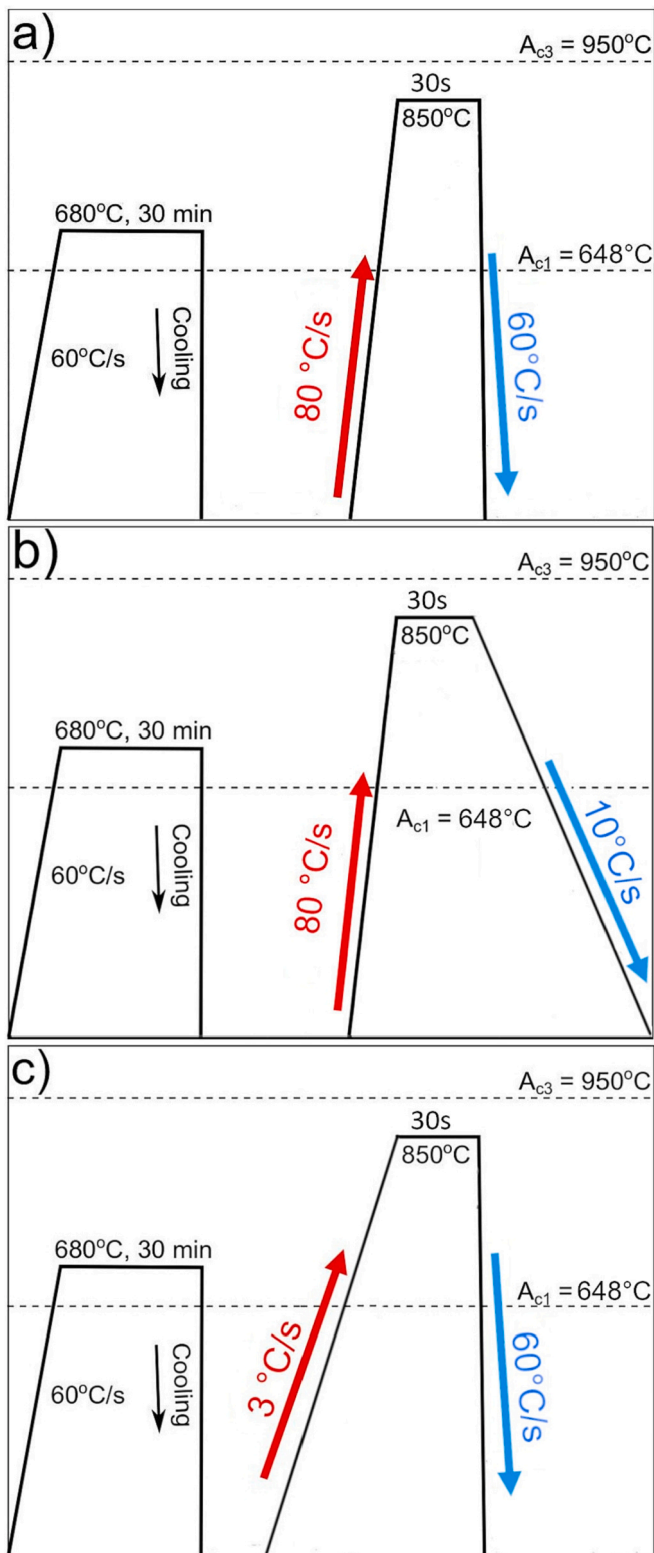 a)
Ac3 = 950°C
30s
850°C
680°C, 30 min
Ac1 = 648°C
60°C/s
Cooling
80 °C/s
60°C/s
b)
Ac3 = 950°C
30s
850°C
680°C, 30 min
Ac1 = 648°C
60°C/s
Cooling
80 °C/s
10°C/s
c)
Ac3 = 950°C
30s
850°C
680°C, 30 min
Ac1 = 648°C
60°C/s
Cooling
3 °C/s
60°C/s